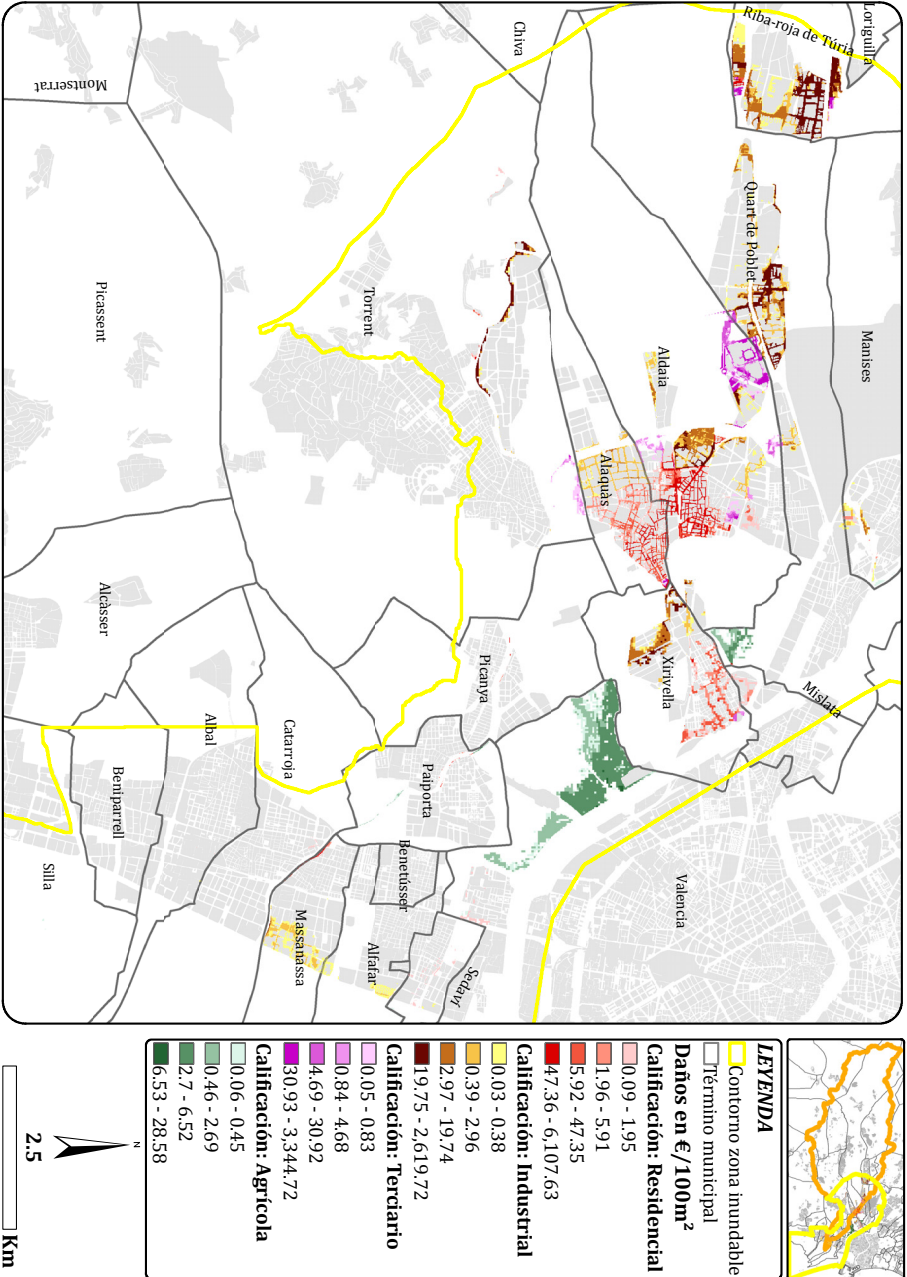 Loriguilla
Riba-roja de Túria
Chiva
Montserrat
Quart de Poblet
Manises
Picassent
Torrent
Aldaia
Alaquàs
Alcàsser
Xirivella
Mislata
Picanya
Albal
Catarroja
Beniparrell
Paiporta
Benetússer
Valencia
Silla
Massanassa
Alfafar
Sedaví
LEYENDA
Contorno zona inundable
Término municipal
Daños en €/100m²
Calificación: Residencial
0.09 - 1.95
1.96 - 5.91
5.92 - 47.35
47.36 - 6,107.63
Calificación: Industrial
0.03 - 0.38
0.39 - 2.96
2.97 - 19.74
19.75 - 2,619.72
Calificación: Terciario
0.05 - 0.83
0.84 - 4.68
4.69 - 30.92
30.93 - 3,344.72
Calificación: Agrícola
0.06 - 0.45
0.46 - 2.69
2.7 - 6.52
6.53 - 28.58
N
2.5
Km